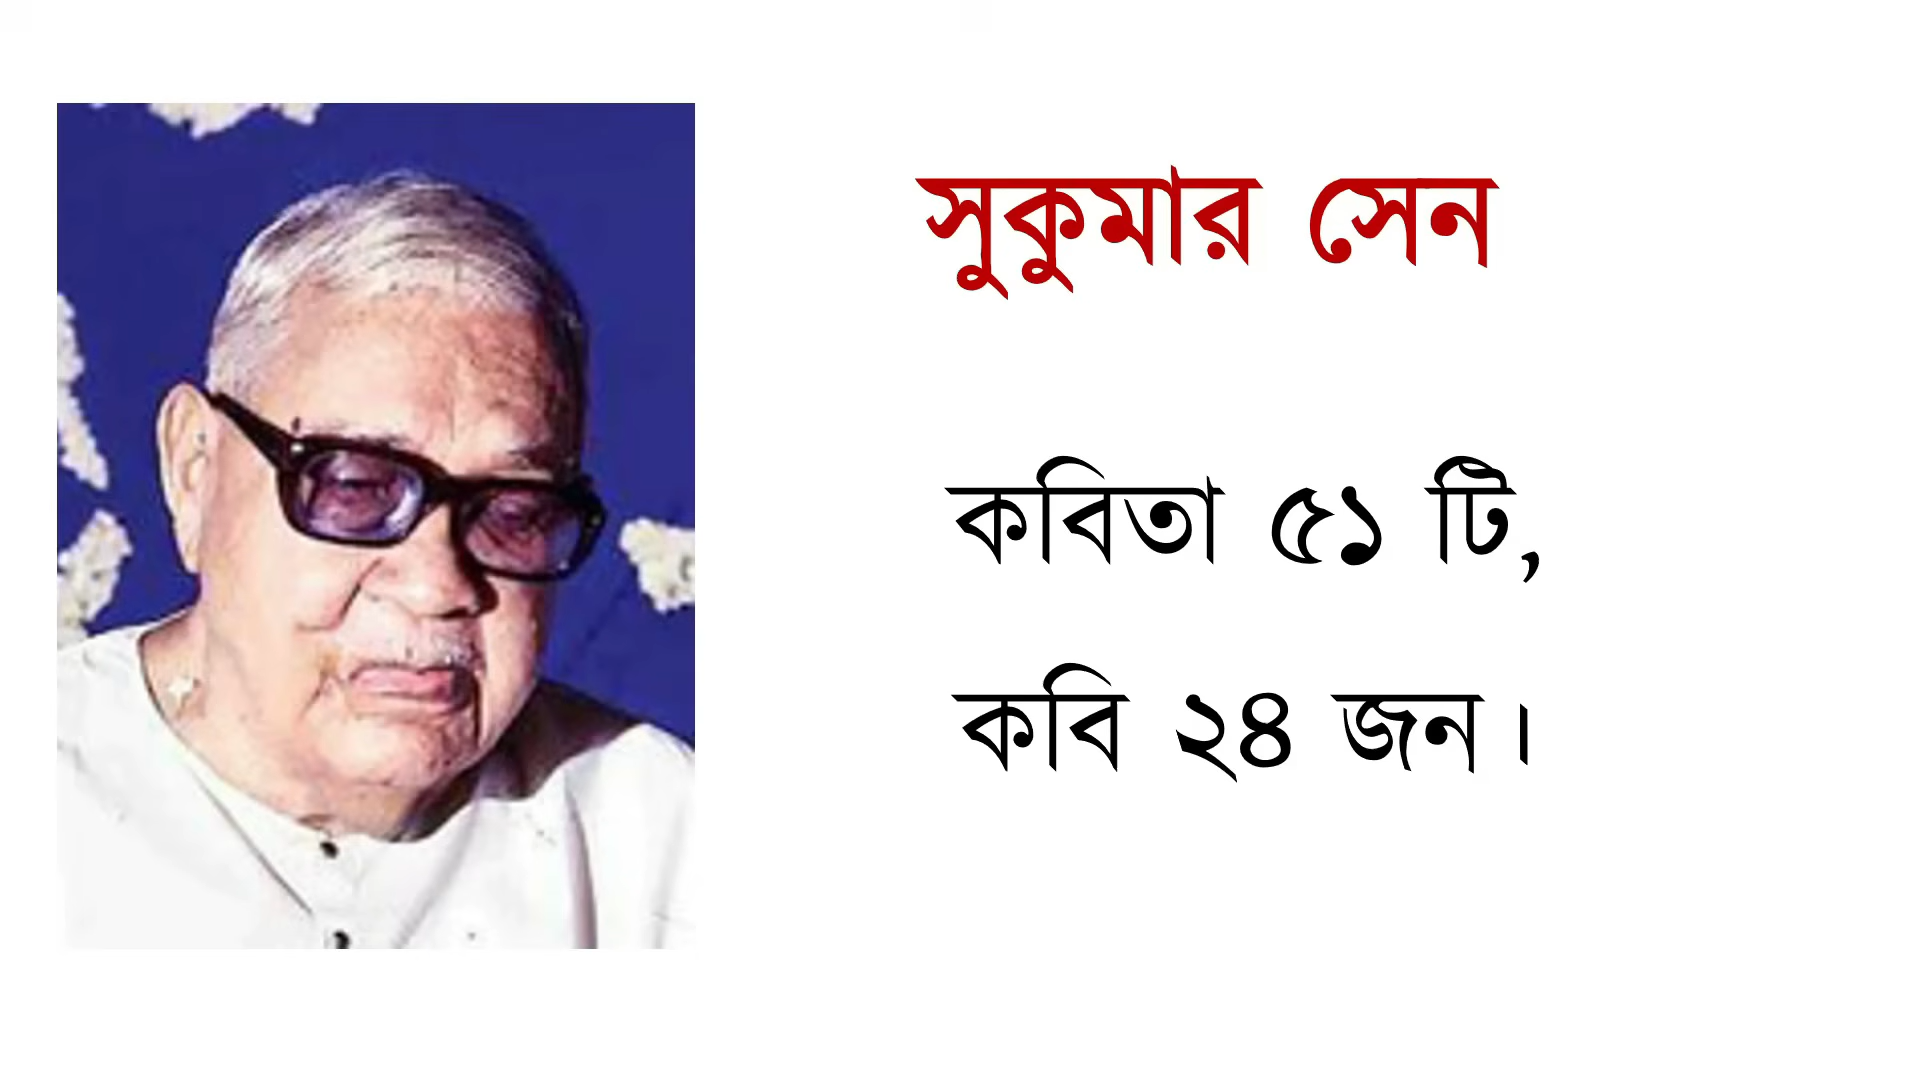 সুকুমার সেন
কবিতা ৫১ টি,
কবি ২৪ জন।